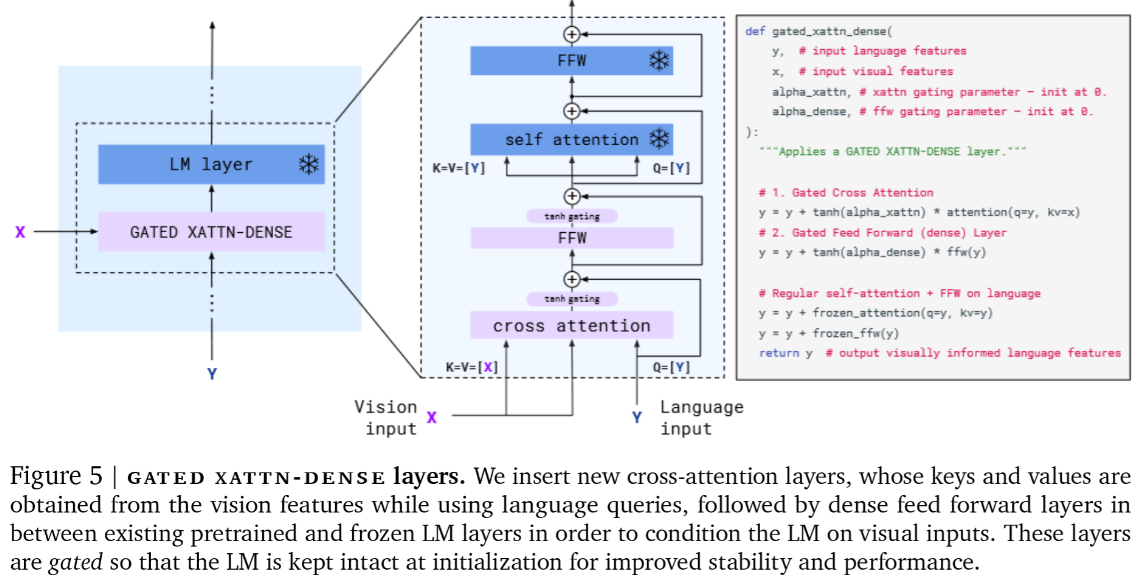 LM layer
X
GATED XATTN-DENSE
Y
FFW
self attention
K=V=[Y]
Q=[Y]
tanh gating
FFW
tanh gating
cross attention
K=V=[X]
Q=[Y]
Vision
input
X
Y
Language
input
def gated_xattn_dense(
y, # input language features
x, # input visual features
alpha_xattn, # xattn gating parameter – init at 0.
alpha_dense, # ffw gating parameter – init at 0.
):
"""Applies a GATED XATTN-DENSE layer."""
# 1. Gated Cross Attention
y = y + tanh(alpha_xattn) * attention(q=y, kv=x)
# 2. Gated Feed Forward (dense) Layer
y = y + tanh(alpha_dense) * ffw(y)
# Regular self-attention + FFW on language
y = y + frozen_attention(q=y, kv=y)
y = y + frozen_ffw(y)
return y # output visually informed language features
Figure 5 | GATED XATTN-DENSE layers. We insert new cross-attention layers, whose keys and values are
obtained from the vision features while using language queries, followed by dense feed forward layers in
between existing pretrained and frozen LM layers in order to condition the LM on visual inputs. These layers
are gated so that the LM is kept intact at initialization for improved stability and performance.